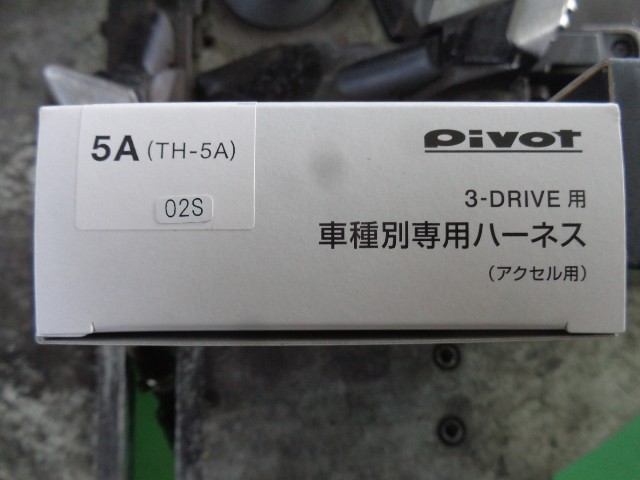 5A (TH-5A)
02S
PIVOT
3-DRIVE 用
車種別専用ハーネス
(アクセル用)